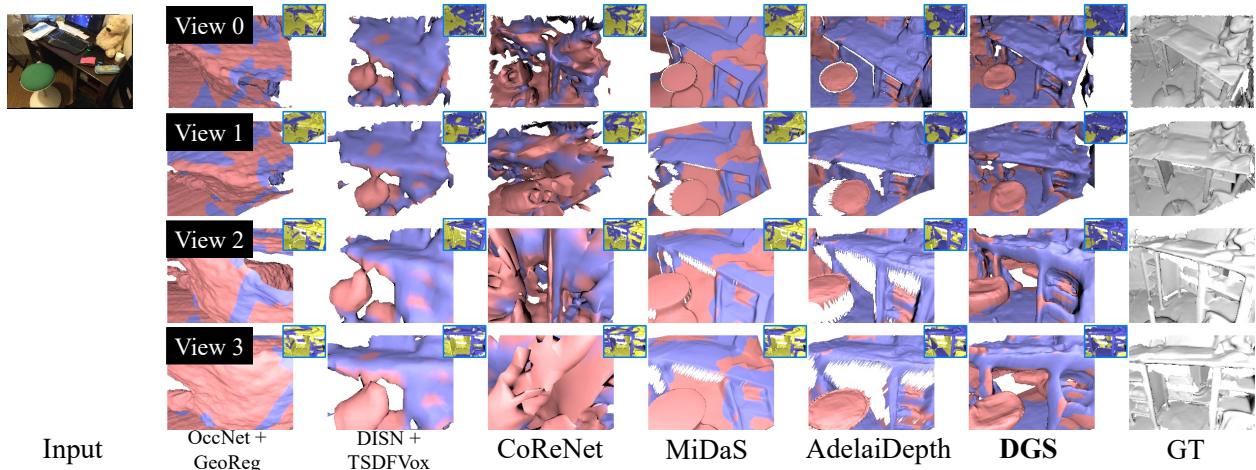 View 0
View 1
View 2
View 3
Input
OccNet +
GeoReg
DISN +
TSDFVox
CoReNet
MiDaS
AdelaiDepth
DGS
GT